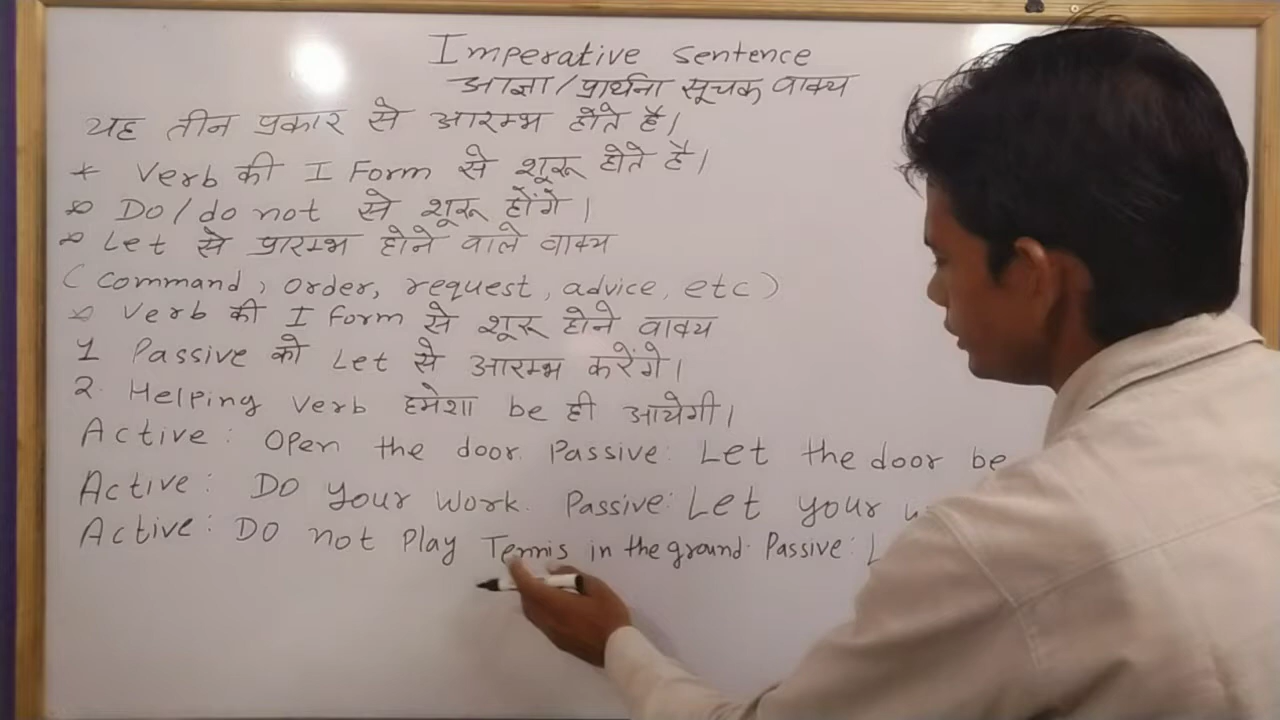 Imperative sentence
आज्ञा/प्रार्थना सूचक वाक्य
यह तीन प्रकार से आरम्भ होते है।
* Verb की I Form से शूरू होते है।
* Do/do not से शूरू होंगे।
* Let से प्रारम्भ होने वाले वाक्य
(Command, order, request, advice, etc)
* Verb की I Form से शूरू होने वाक्य
1 Passive को Let से आरम्भ करेंगे।
2. Helping verb हमेशा be ही आयेगी।
Active: Open the door. Passive: Let the door be
Active: Do your work. Passive: Let your
Active: Do not Play Tennis in the ground. Passive: